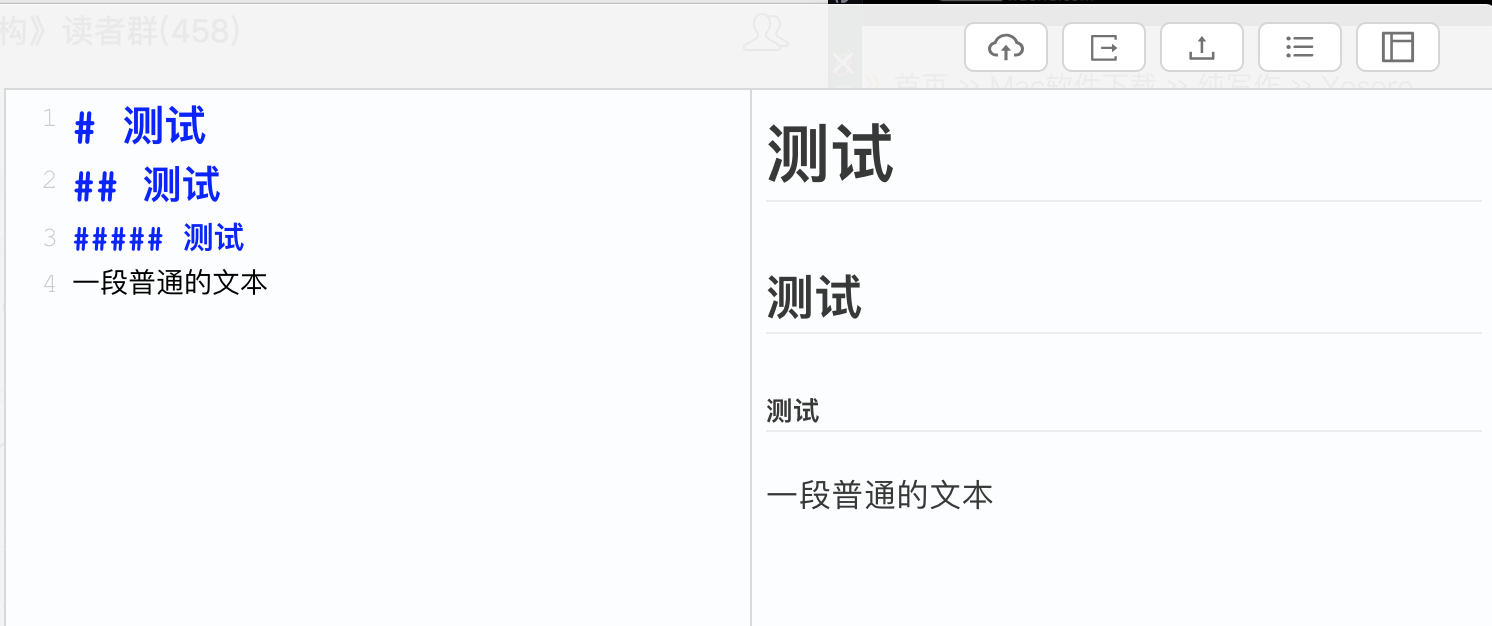 构》读者群(458)
首页 >> Mac软件下载 >> 纯写作 >> Yosoro
1 # 测试
2 ## 测试
3 ##### 测试
4 一段普通的文本
测试
测试
测试
一段普通的文本